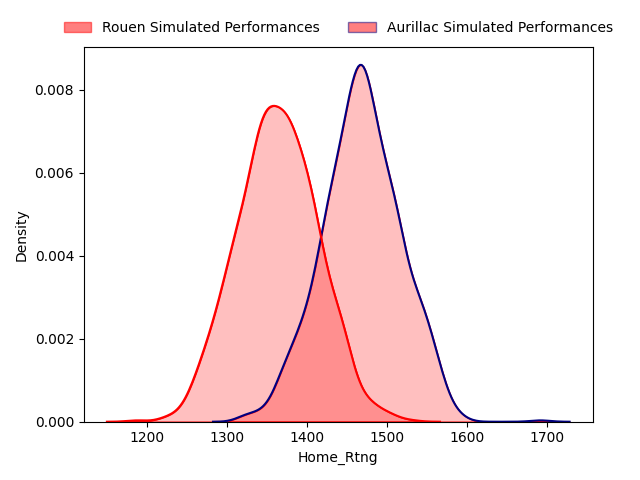 Rouen Simulated Performances
Aurillac Simulated Performances
0.008
0.006
0.004
0.002
0.000
Density
1200 1300 1400 1500 1600 1700
Home_Rtng